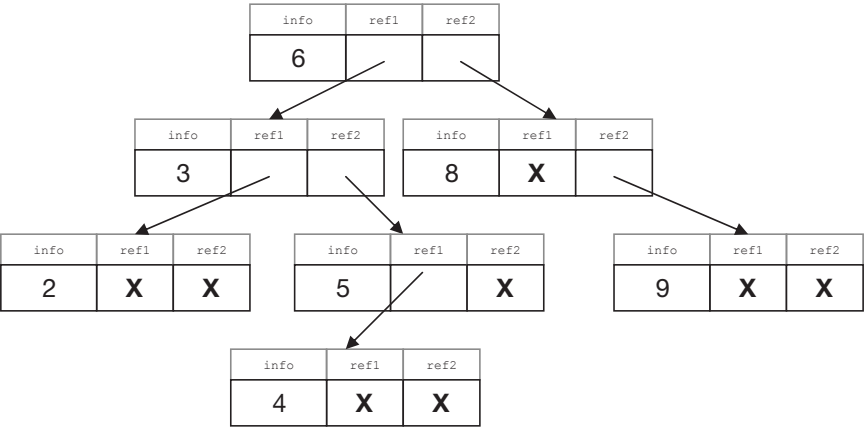 info ref1 ref2
6
info ref1 ref2 info ref1 ref2
3 8 X
info ref1 ref2 info ref1 ref2 info ref1 ref2
2 X X 5 X 9 X X
info ref1 ref2
4 X X